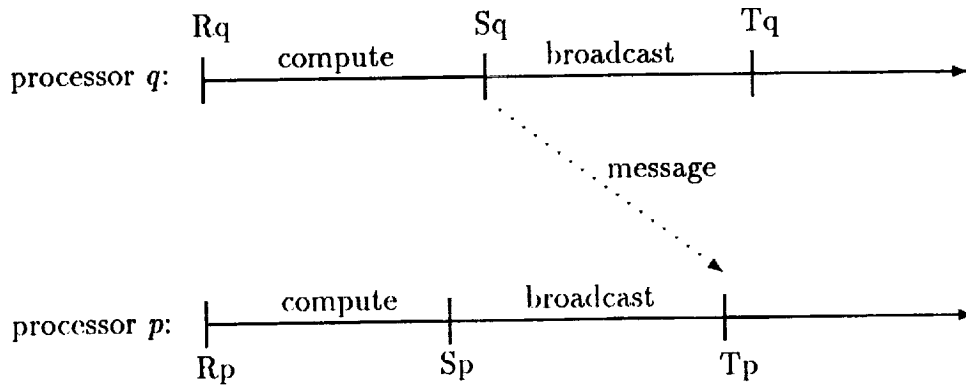 Rq Sq Tq
processor q: compute broadcast
message
processor p: compute broadcast
Rp Sp Tp